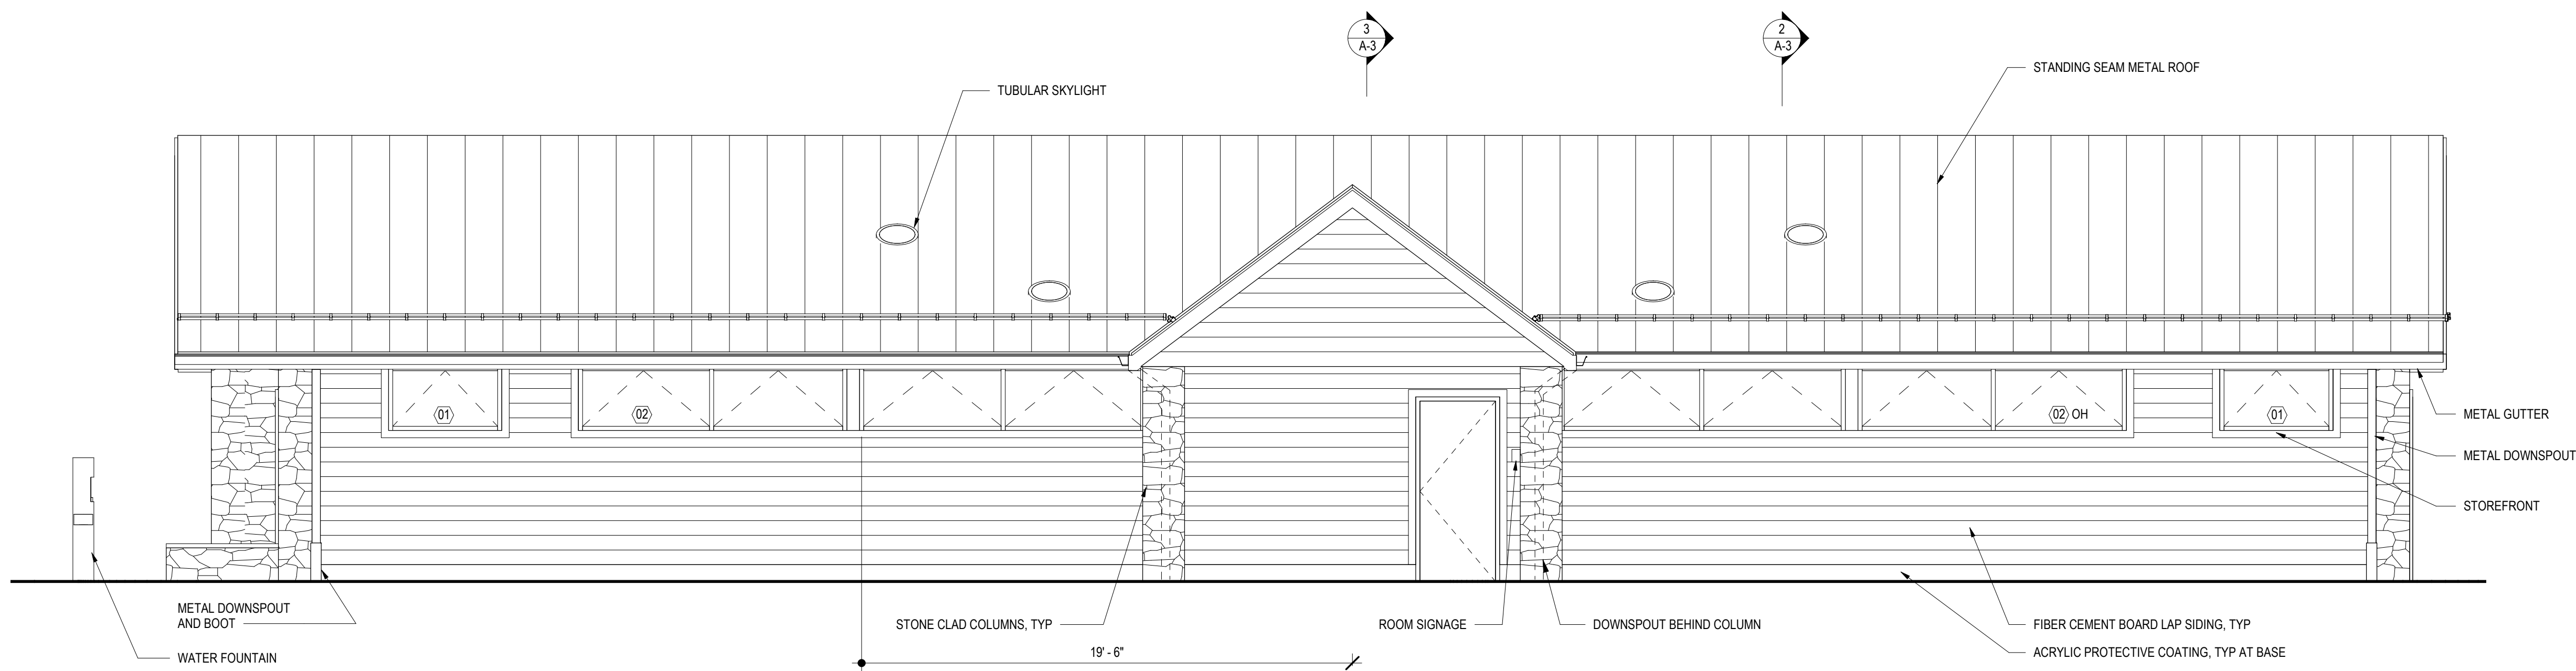 3
A-3
2
A-3
STANDING SEAM METAL ROOF
TUBULAR SKYLIGHT
01
02
02 OH
01
METAL GUTTER
METAL DOWNSPOUT
STOREFRONT
METAL DOWNSPOUT
AND BOOT
WATER FOUNTAIN
STONE CLAD COLUMNS, TYP
ROOM SIGNAGE
DOWNSPOUT BEHIND COLUMN
FIBER CEMENT BOARD LAP SIDING, TYP
ACRYLIC PROTECTIVE COATING, TYP AT BASE
19' - 6"